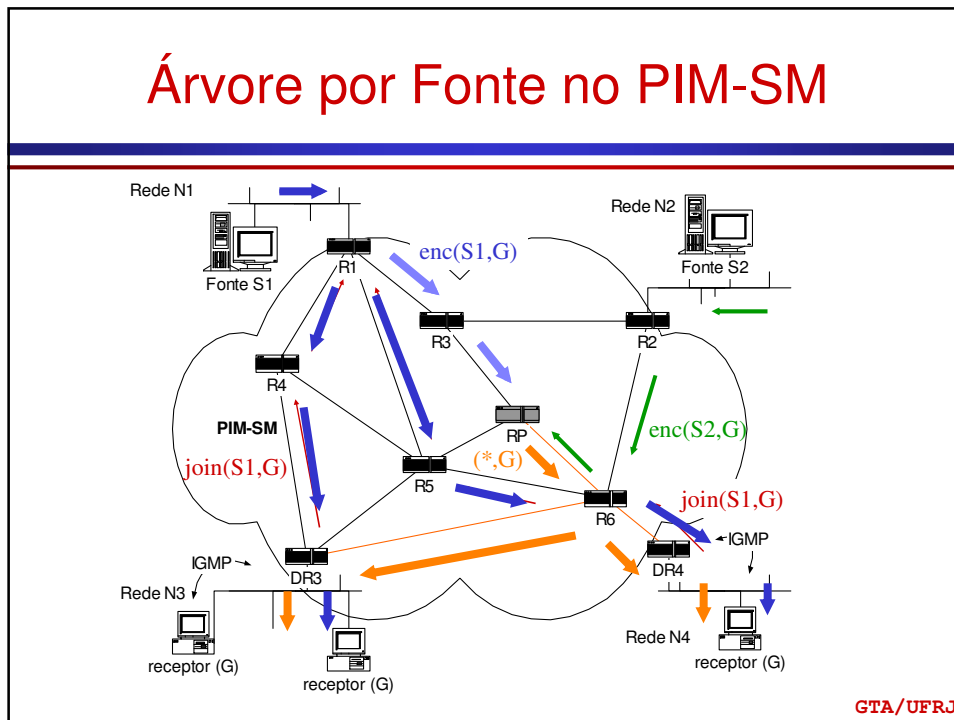 Árvore por Fonte no PIM-SM
Rede N1
Rede N2
enc(S1,G)
Fonte S1
R1
Fonte S2
R3
R2
R4
PIM-SM
RP
enc(S2,G)
join(S1,G)
(*,G)
R5
join(S1,G)
R6
IGMP
IGMP
DR3
DR4
Rede N3
Rede N4
receptor (G)
receptor (G)
receptor (G)
GTA/UFRJ